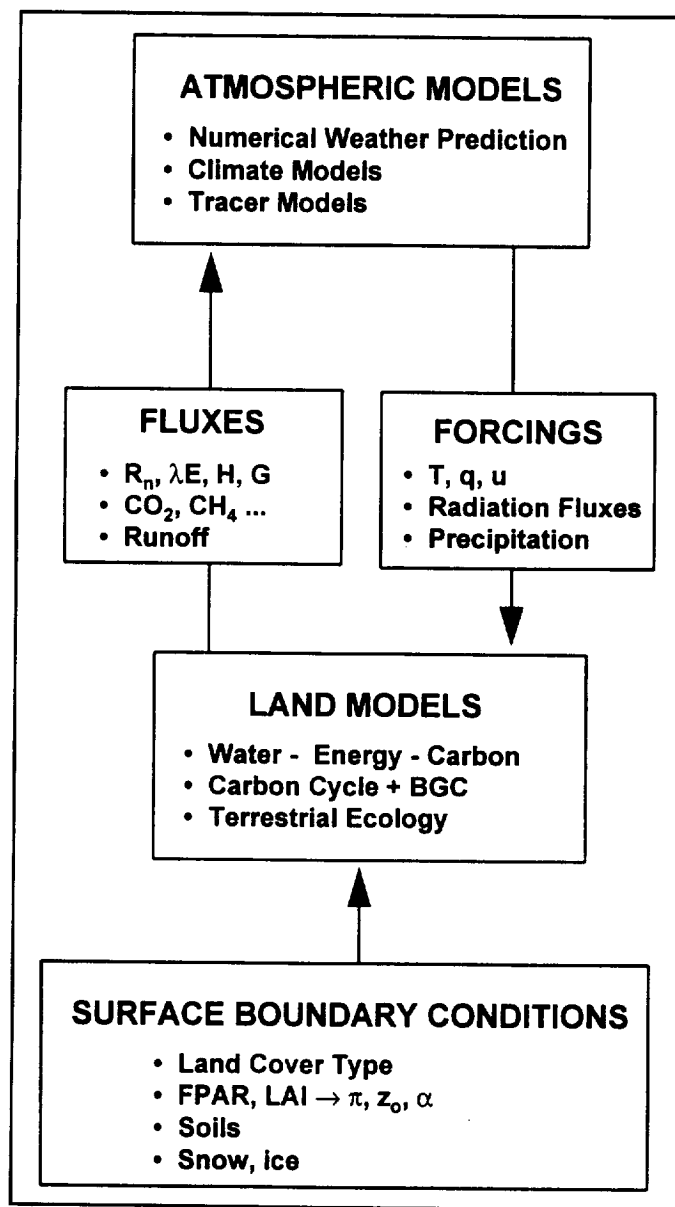 ATMOSPHERIC MODELS
• Numerical Weather Prediction
• Climate Models
• Tracer Models
FLUXES
• Rₙ, λE, H, G
• CO₂, CH₄ ...
• Runoff
FORCINGS
• T, q, u
• Radiation Fluxes
• Precipitation
LAND MODELS
• Water - Energy - Carbon
• Carbon Cycle + BGC
• Terrestrial Ecology
SURFACE BOUNDARY CONDITIONS
• Land Cover Type
• FPAR, LAI → π, zₒ, α
• Soils
• Snow, ice